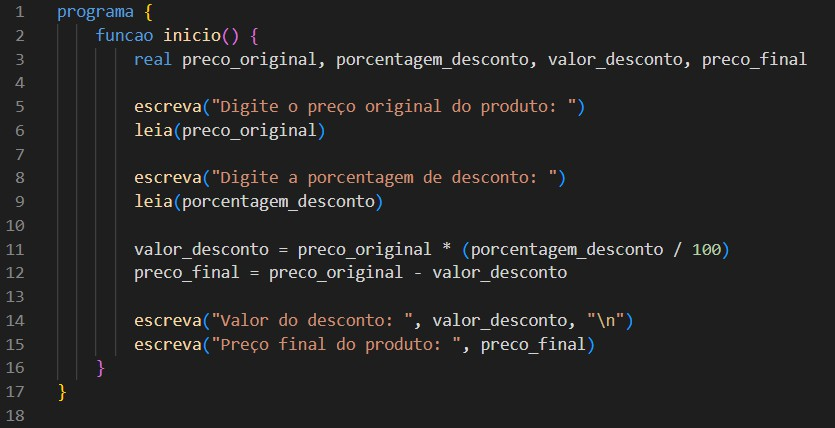 1 programa {
2 funcao inicio() {
3 real preco_original, porcentagem_desconto, valor_desconto, preco_final
4
5 escreva("Digite o preço original do produto: ")
6 leia(preco_original)
7
8 escreva("Digite a porcentagem de desconto: ")
9 leia(porcentagem_desconto)
10
11 valor_desconto = preco_original * (porcentagem_desconto / 100)
12 preco_final = preco_original - valor_desconto
13
14 escreva("Valor do desconto: ", valor_desconto, "\n")
15 escreva("Preço final do produto: ", preco_final)
16 }
17 }
18